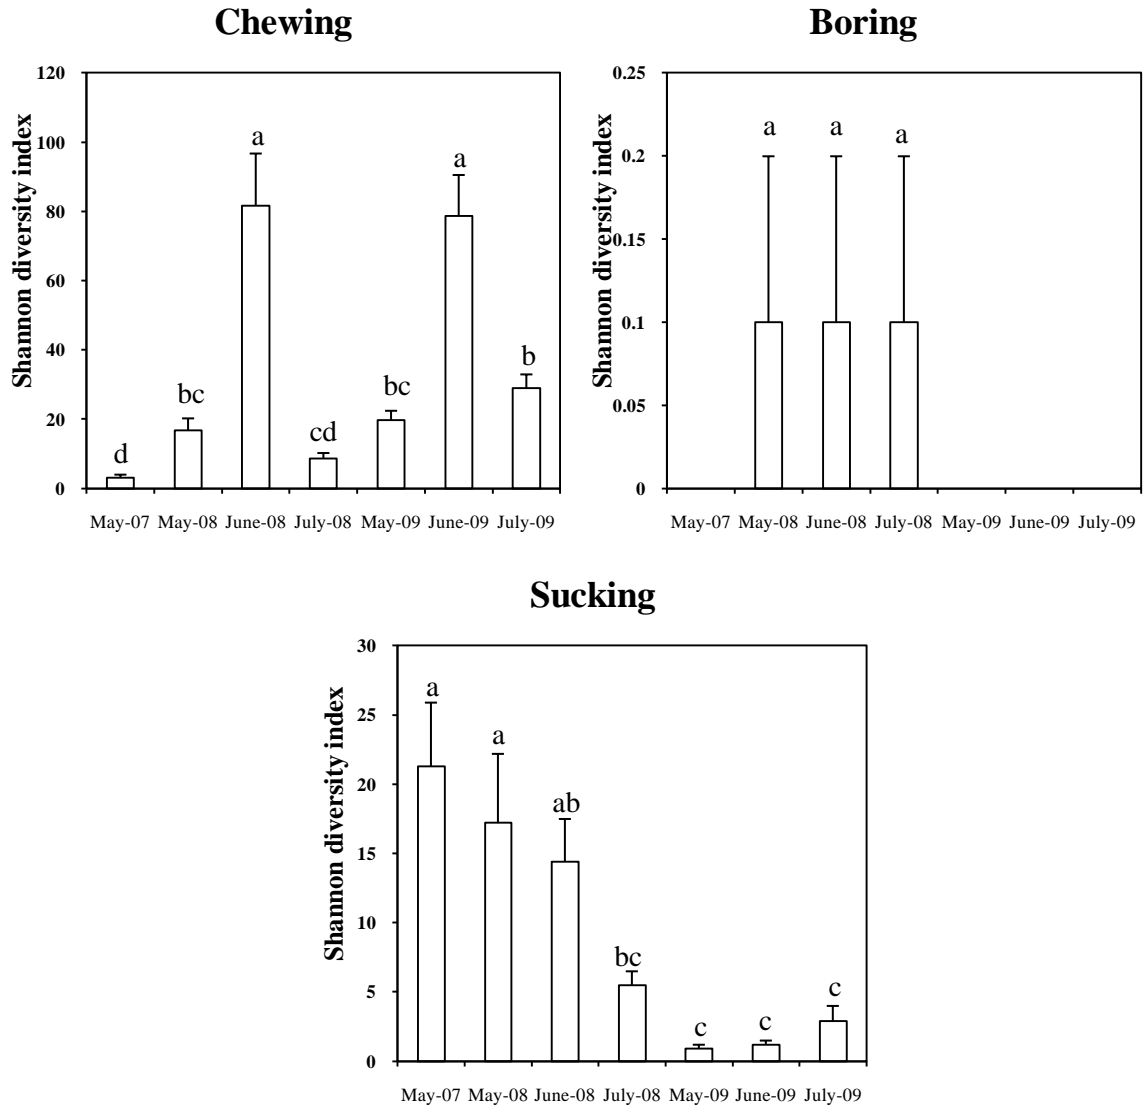 Chewing
Shannon diversity index
120
100
80
60
40
20
0
d
bc
a
cd
bc
a
b
May-07 May-08 June-08 July-08 May-09 June-09 July-09
Boring
Shannon diversity index
0.25
0.2
0.15
0.1
0.05
0
a a a
May-07 May-08 June-08 July-08 May-09 June-09 July-09
Sucking
Shannon diversity index
30
25
20
15
10
5
0
a
a
ab
bc
c
c
c
May-07 May-08 June-08 July-08 May-09 June-09 July-09